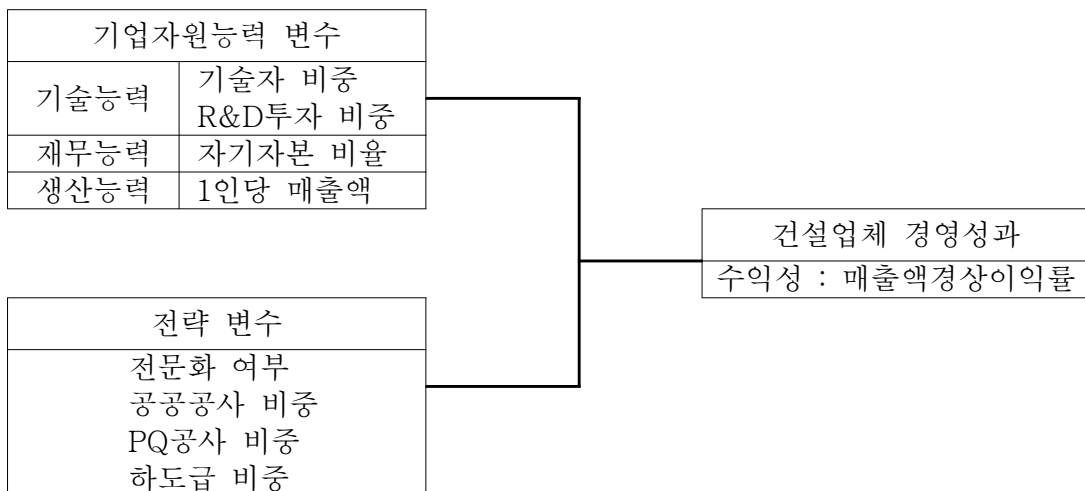 기업자원능력 변수
기술능력
기술자 비중
R&D투자 비중
재무능력 자기자본 비율
생산능력 1인당 매출액
건설업체 경영성과
수익성 : 매출액경상이익률
전략 변수
전문화 여부
공공공사 비중
PQ공사 비중
하도급 비중